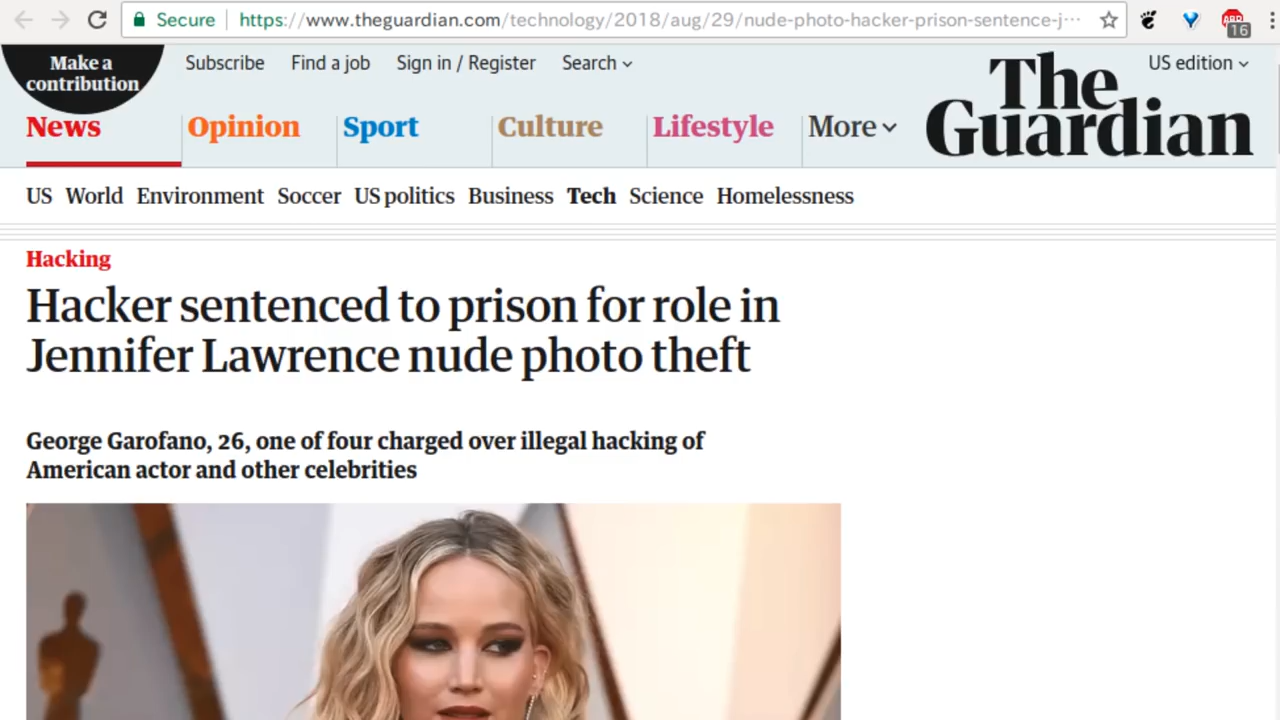 Secure https://www.theguardian.com/technology/2018/aug/29/nude-photo-hacker-prison-sentence-j···
16
Make a
contribution
Subscribe Find a job Sign in / Register Search US edition
The
Guardian
News Opinion Sport Culture Lifestyle More
US World Environment Soccer US politics Business Tech Science Homelessness
Hacking
Hacker sentenced to prison for role in
Jennifer Lawrence nude photo theft
George Garofano, 26, one of four charged over illegal hacking of
American actor and other celebrities